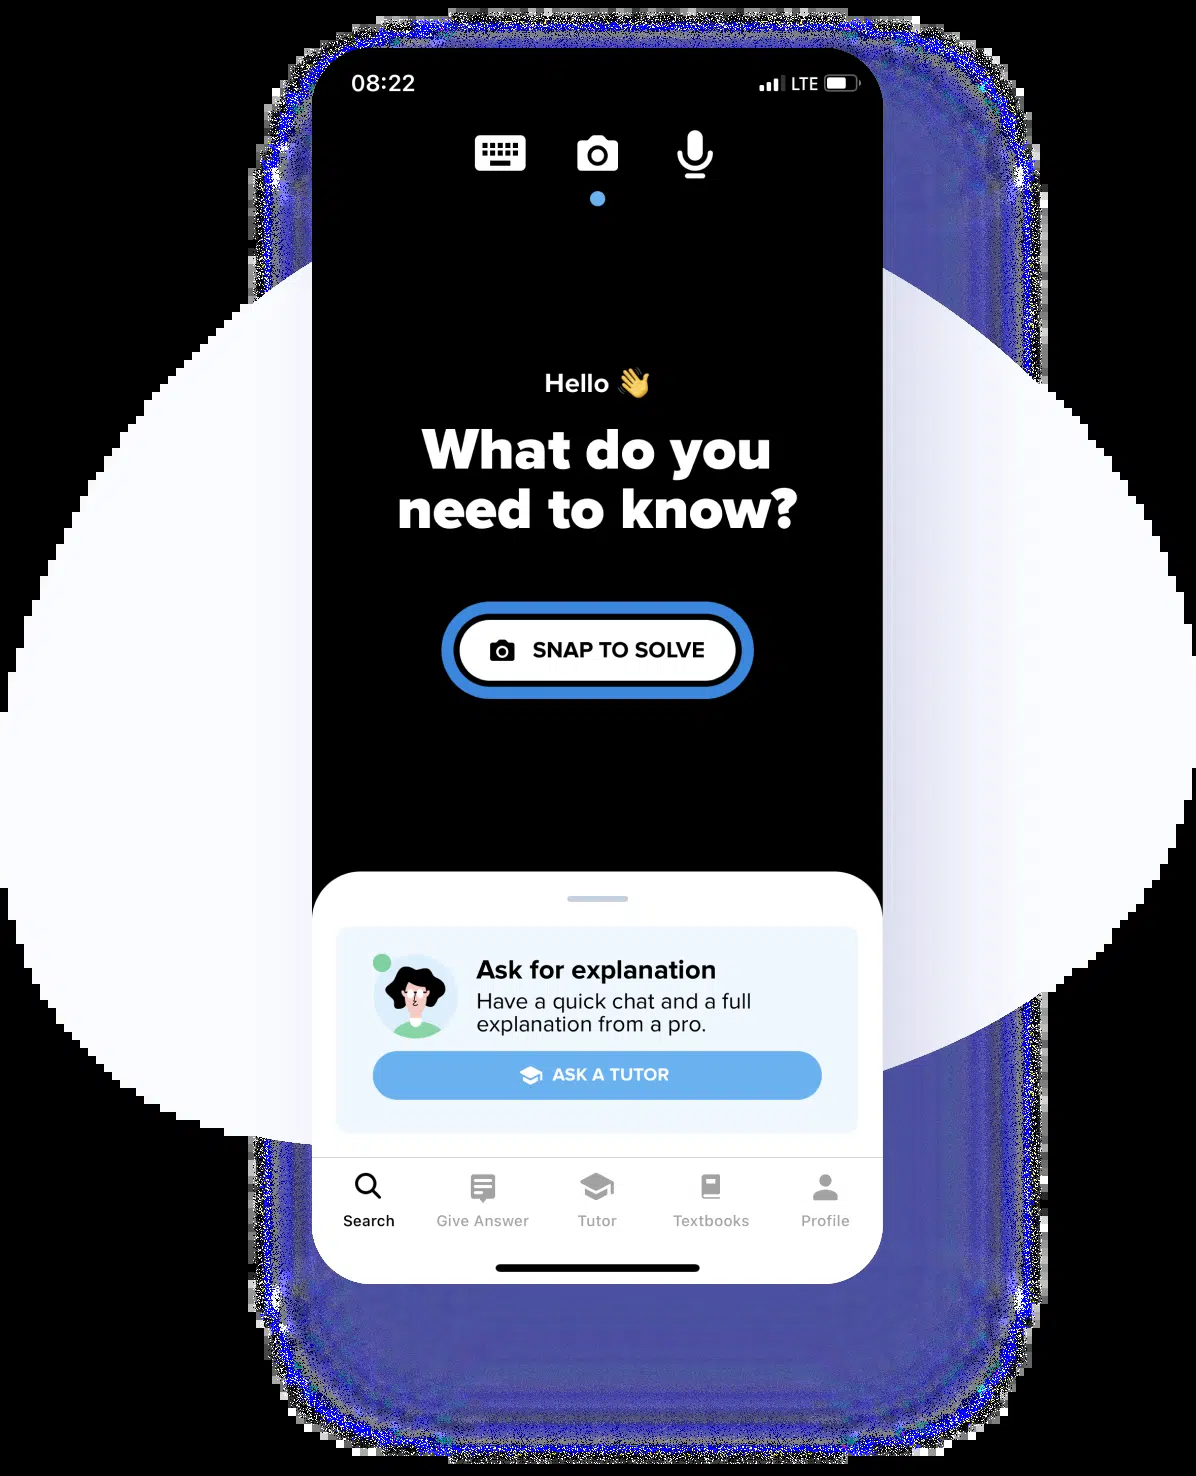 08:22
LTE
Hello 👋
What do you
need to know?
SNAP TO SOLVE
Ask for explanation
Have a quick chat and a full
explanation from a pro.
ASK A TUTOR
Search
Give Answer
Tutor
Textbooks
Profile